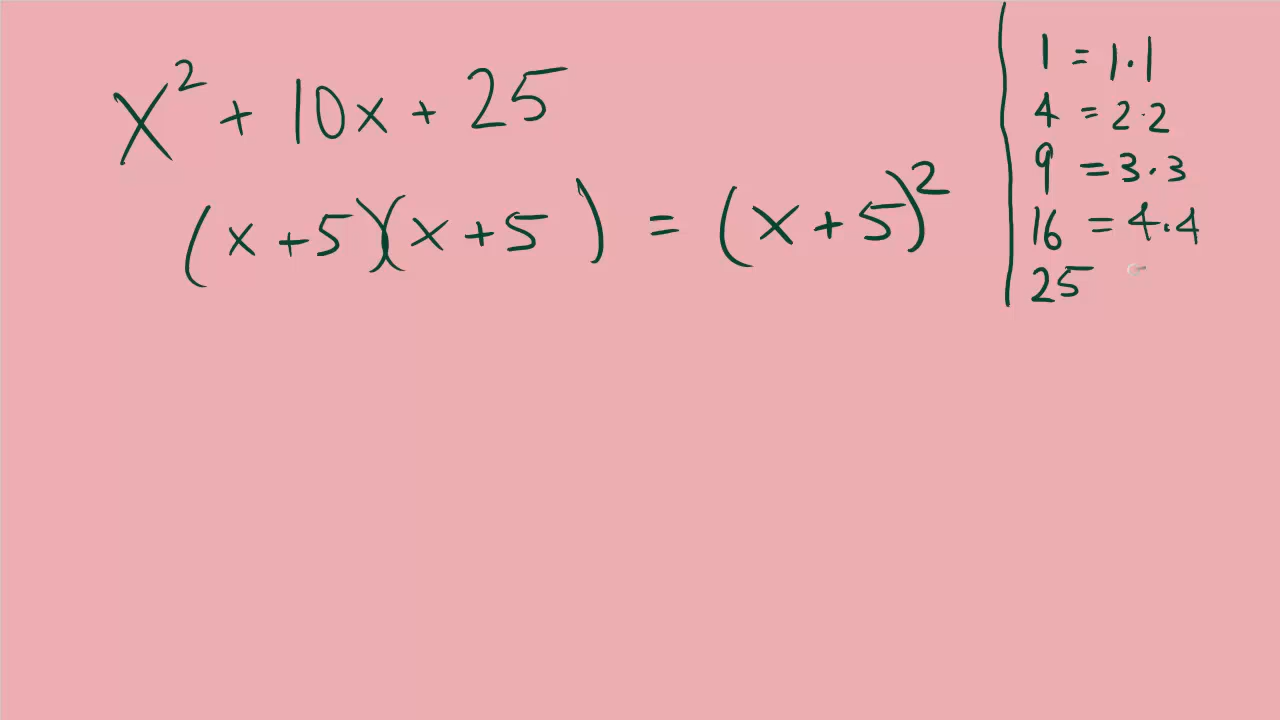 x² + 10x + 25
(x + 5)(x + 5) = (x + 5)²
1 = 1·1
4 = 2·2
9 = 3·3
16 = 4·4
25